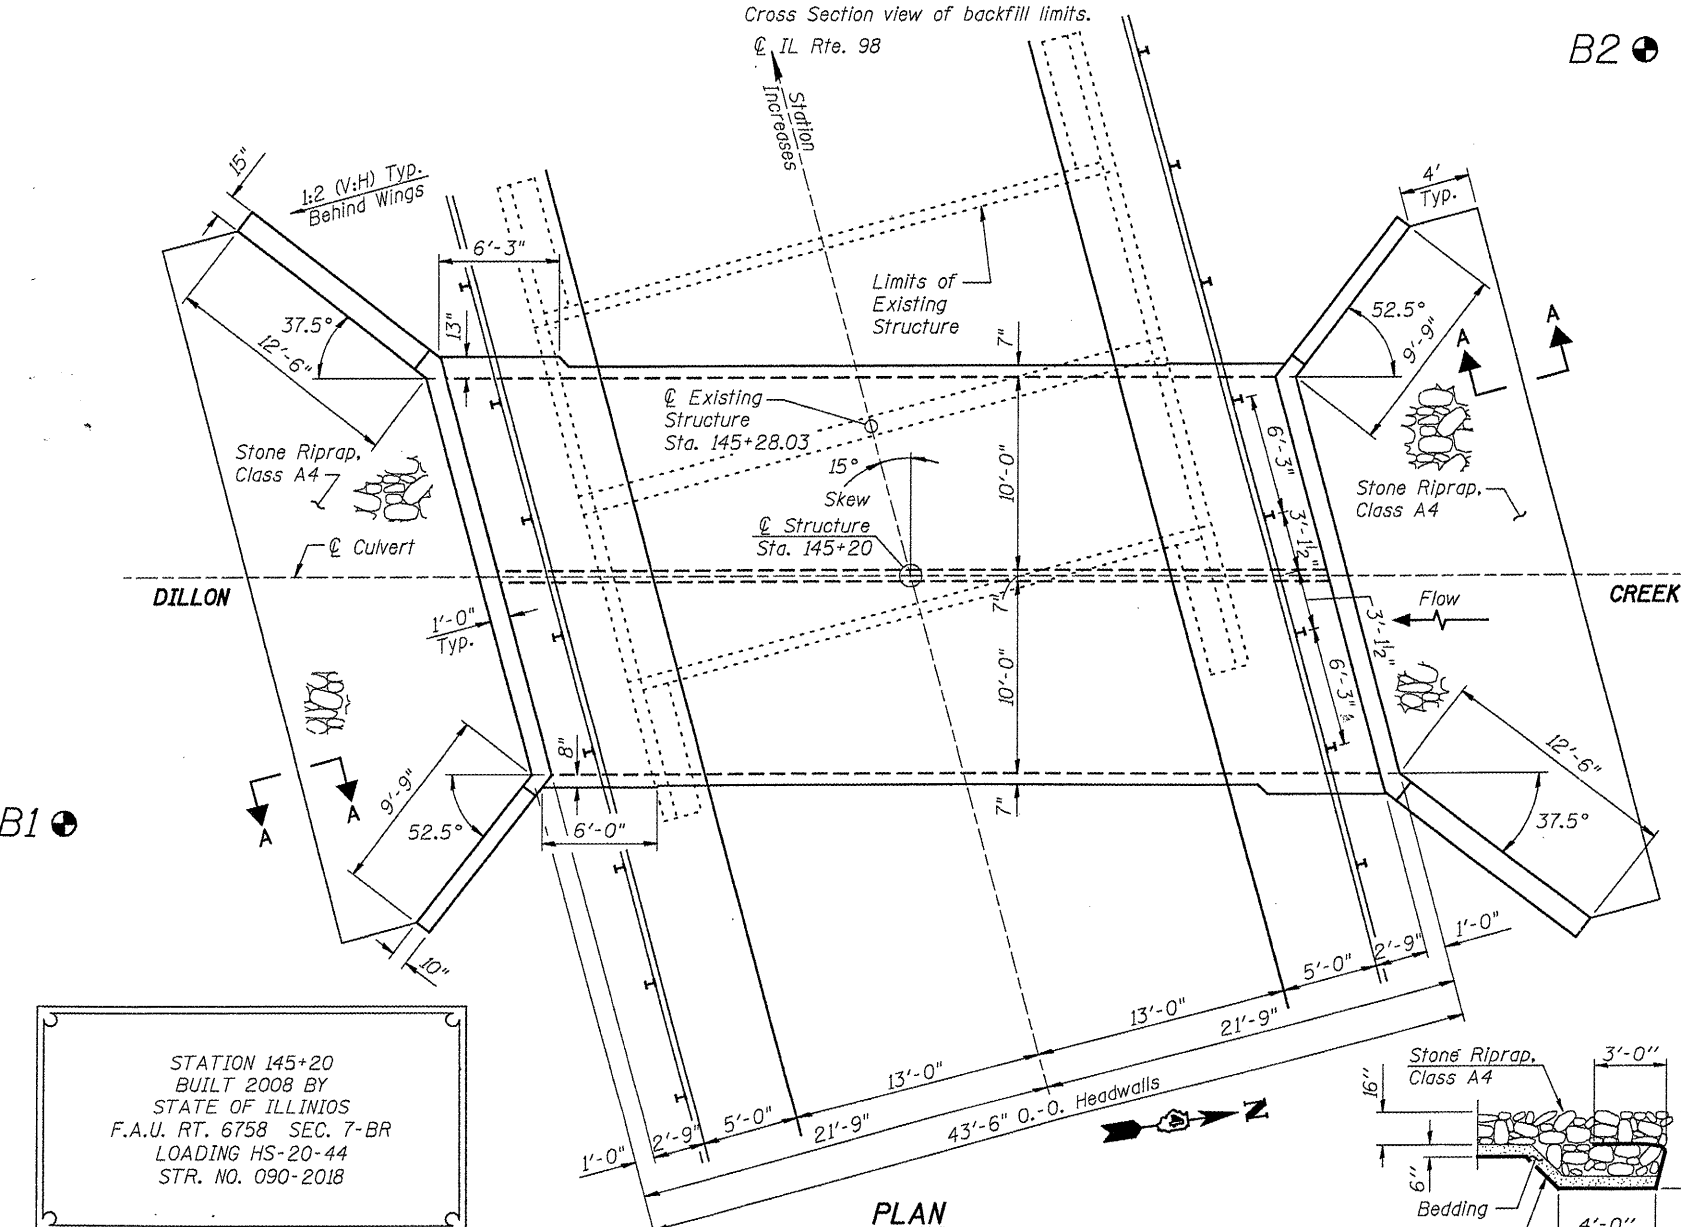 Cross Section view of backfill limits.
℄ IL Rte. 98
Station
Increases
B2
15"
1:2 (V:H) Typ.
Behind Wings
4'
Typ.
6'-3"
Limits of
Existing
Structure
37.5°
12'-6"
13"
7"
52.5°
9'-9"
A
A
℄ Existing
Structure
Sta. 145+28.03
15°
Skew
10'-0"
6'-3"
Stone Riprap,
Class A4
Stone Riprap,
Class A4
℄ Structure
Sta. 145+20
3'-1½"
℄ Culvert
DILLON
CREEK
7"
Flow
1'-0"
Typ.
3'-1½"
10'-0"
6'-3"
8"
12'-6"
9'-9"
A
A
B1
52.5°
6'-0"
7"
37.5°
10"
1'-0"
2'-9"
5'-0"
13'-0"
21'-9"
13'-0"
5'-0"
2'-9"
1'-0"
21'-9"
43'-6" O.-O. Headwalls
N
STATION 145+20
BUILT 2008 BY
STATE OF ILLINIOS
F.A.U. RT. 6758 SEC. 7-BR
LOADING HS-20-44
STR. NO. 090-2018
PLAN
Stone Riprap,
Class A4
3'-0"
16"
6"
Bedding
4'-0"